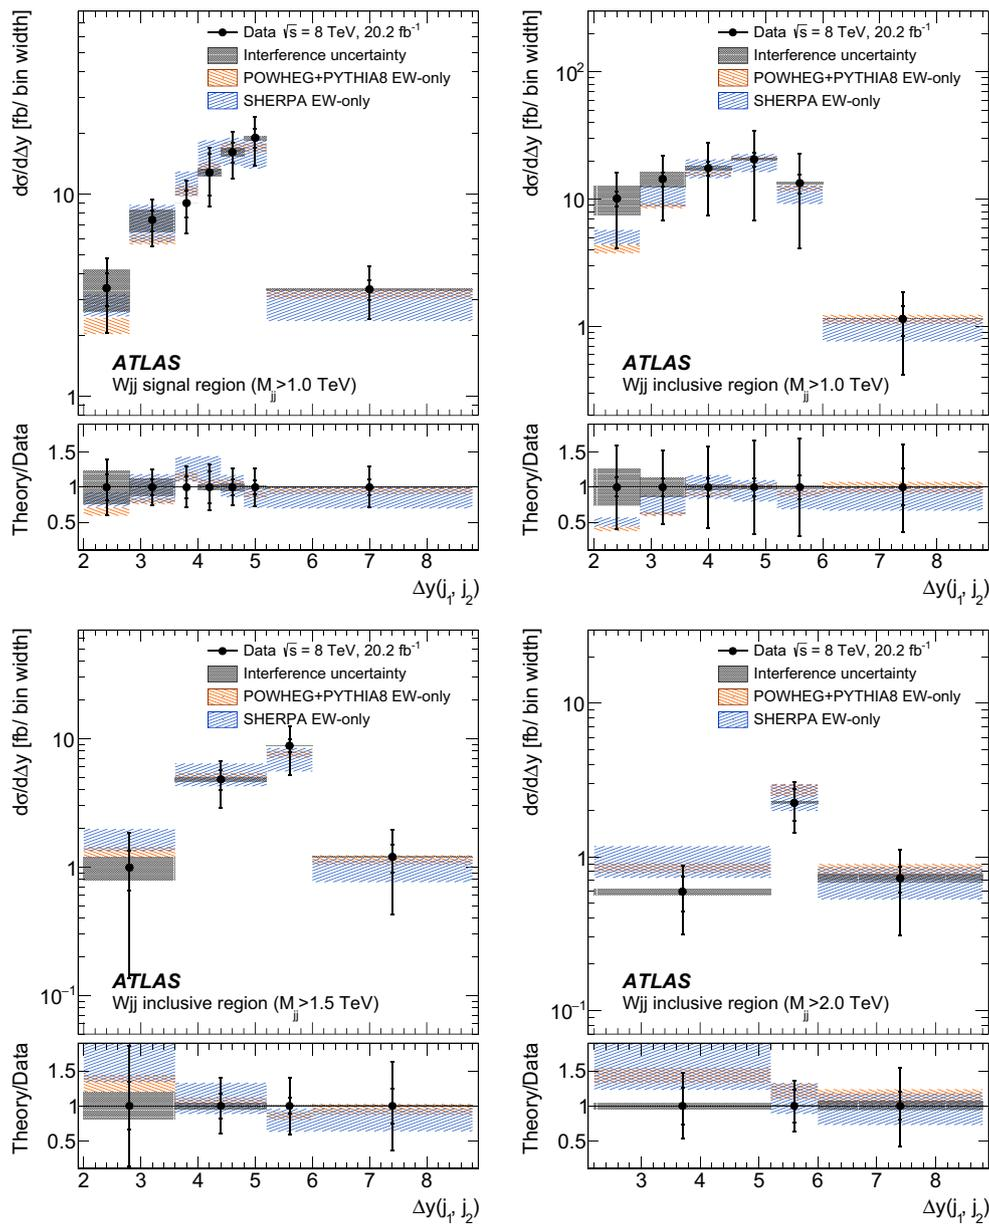 dσ/dΔy [fb/ bin width]
Data √s = 8 TeV, 20.2 fb⁻¹
Interference uncertainty
POWHEG+PYTHIA8 EW-only
SHERPA EW-only
10
1
ATLAS
Wjj signal region (M_jj>1.0 TeV)
Theory/Data
1.5
1
0.5
2 3 4 5 6 7 8
Δy(j₁, j₂)
dσ/dΔy [fb/ bin width]
Data √s = 8 TeV, 20.2 fb⁻¹
Interference uncertainty
POWHEG+PYTHIA8 EW-only
SHERPA EW-only
10²
10
1
ATLAS
Wjj inclusive region (M_jj>1.0 TeV)
Theory/Data
1.5
1
0.5
2 3 4 5 6 7 8
Δy(j₁, j₂)
dσ/dΔy [fb/ bin width]
Data √s = 8 TeV, 20.2 fb⁻¹
Interference uncertainty
POWHEG+PYTHIA8 EW-only
SHERPA EW-only
10
1
10⁻¹
ATLAS
Wjj inclusive region (M_jj>1.5 TeV)
Theory/Data
1.5
1
0.5
2 3 4 5 6 7 8
Δy(j₁, j₂)
dσ/dΔy [fb/ bin width]
Data √s = 8 TeV, 20.2 fb⁻¹
Interference uncertainty
POWHEG+PYTHIA8 EW-only
SHERPA EW-only
10
1
10⁻¹
ATLAS
Wjj inclusive region (M_jj>2.0 TeV)
Theory/Data
1.5
1
0.5
3 4 5 6 7 8
Δy(j₁, j₂)